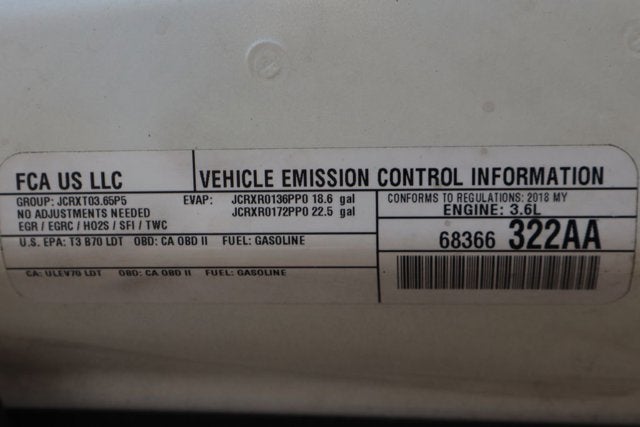 FCA US LLC
VEHICLE EMISSION CONTROL INFORMATION
GROUP: JCRXT03.65P5 EVAP: JCRXR0136PP0 18.6 gal
NO ADJUSTMENTS NEEDED JCRXR0172PP0 22.5 gal
EGR / EGRC / HO2S / SFI / TWC
CONFORMS TO REGULATIONS: 2018 MY
ENGINE: 3.6L
U.S. EPA: T3 B70 LDT OBD: CA OBD II FUEL: GASOLINE
68366 322AA
CA: ULEV70 LDT OBD: CA OBD II FUEL: GASOLINE